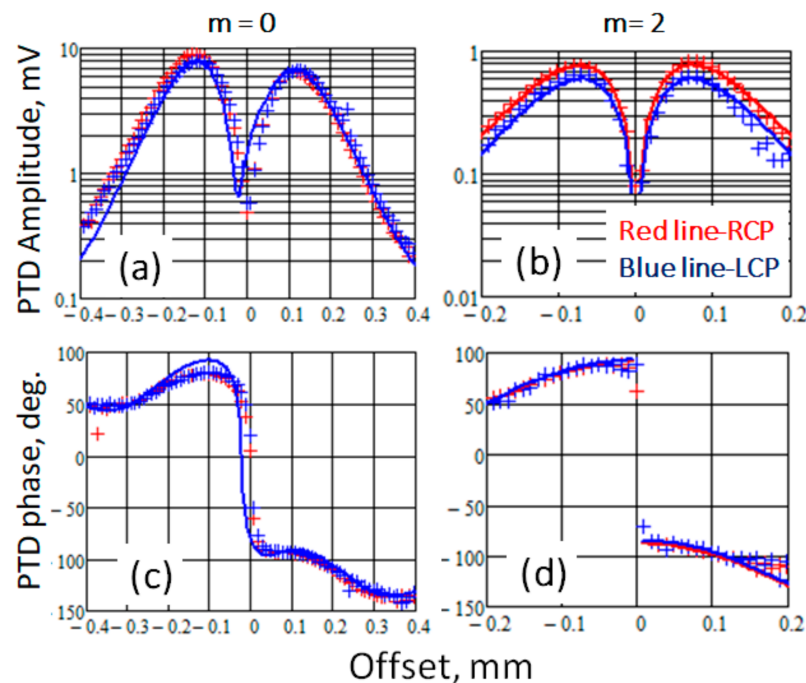 m = 0
m= 2
PTD Amplitude, mV
10
1
0.1
(a)
−0.4 −0.3 −0.2 −0.1 0 0.1 0.2 0.3 0.4
1
0.1
0.01
Red line-RCP
Blue line-LCP
(b)
−0.2 −0.1 0 0.1 0.2
PTD phase, deg.
100
50
0
−50
−100
−150
(c)
−0.4 −0.3 −0.2 −0.1 0 0.1 0.2 0.3 0.4
100
50
0
−50
−100
−150
(d)
−0.2 −0.1 0 0.1 0.2
Offset, mm